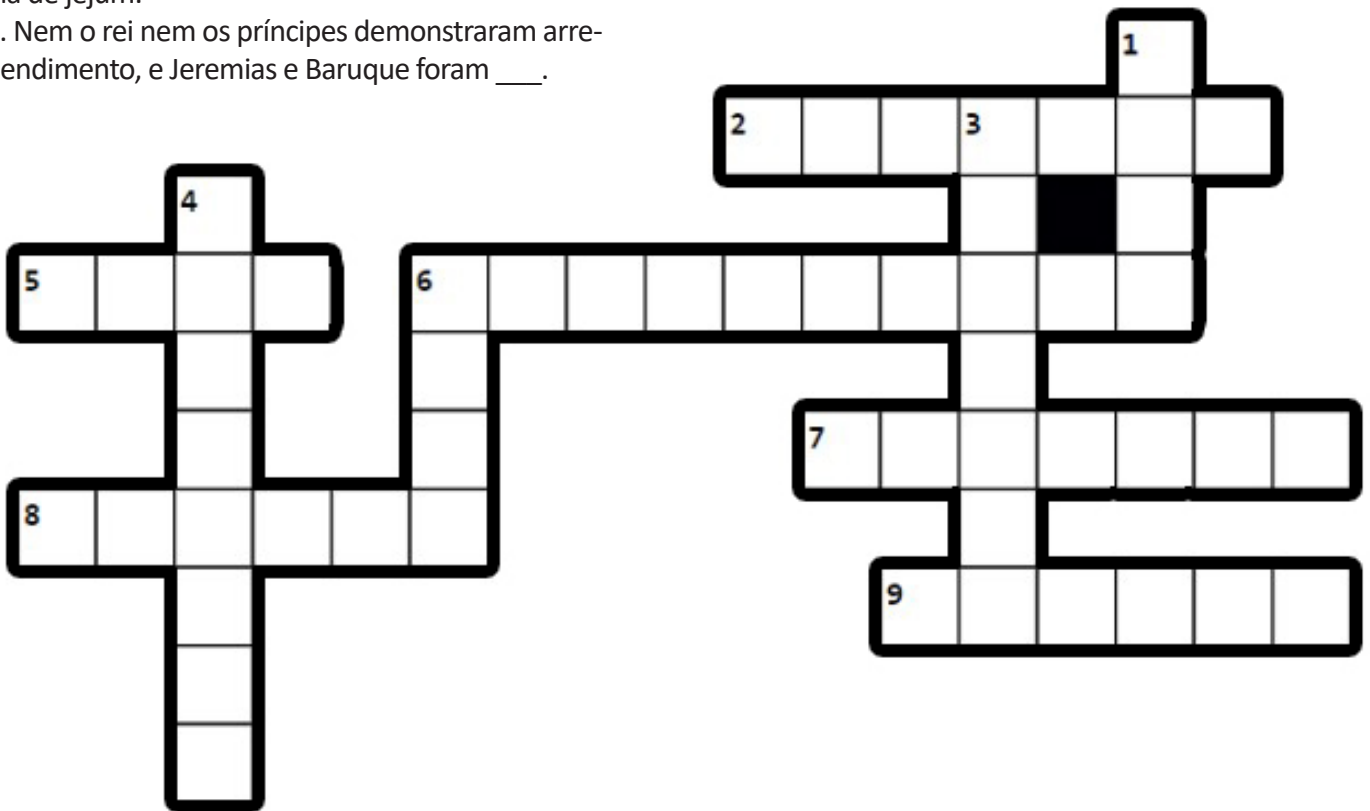 ia de jejum.
. Nem o rei nem os príncipes demonstraram arre-
endimento, e Jeremias e Baruque foram ___.
1
2 3
4
5 6
7
8
9